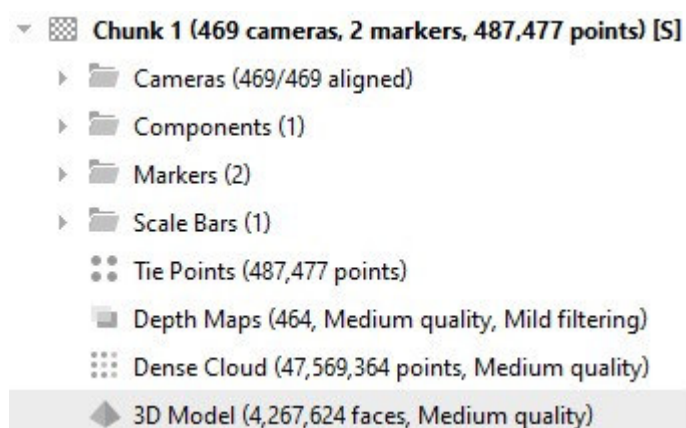 Chunk 1 (469 cameras, 2 markers, 487,477 points) [S]
Cameras (469/469 aligned)
Components (1)
Markers (2)
Scale Bars (1)
Tie Points (487,477 points)
Depth Maps (464, Medium quality, Mild filtering)
Dense Cloud (47,569,364 points, Medium quality)
3D Model (4,267,624 faces, Medium quality)